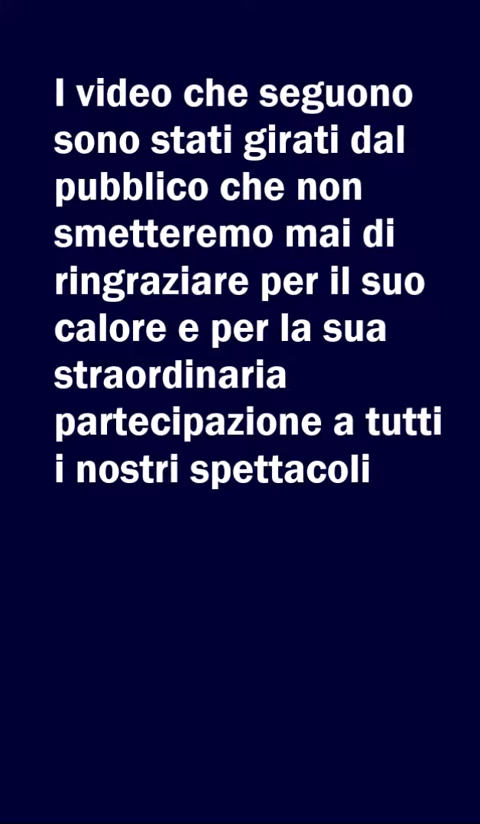 I video che seguono
sono stati girati dal
pubblico che non
smetteremo mai di
ringraziare per il suo
calore e per la sua
straordinaria
partecipazione a tutti
i nostri spettacoli